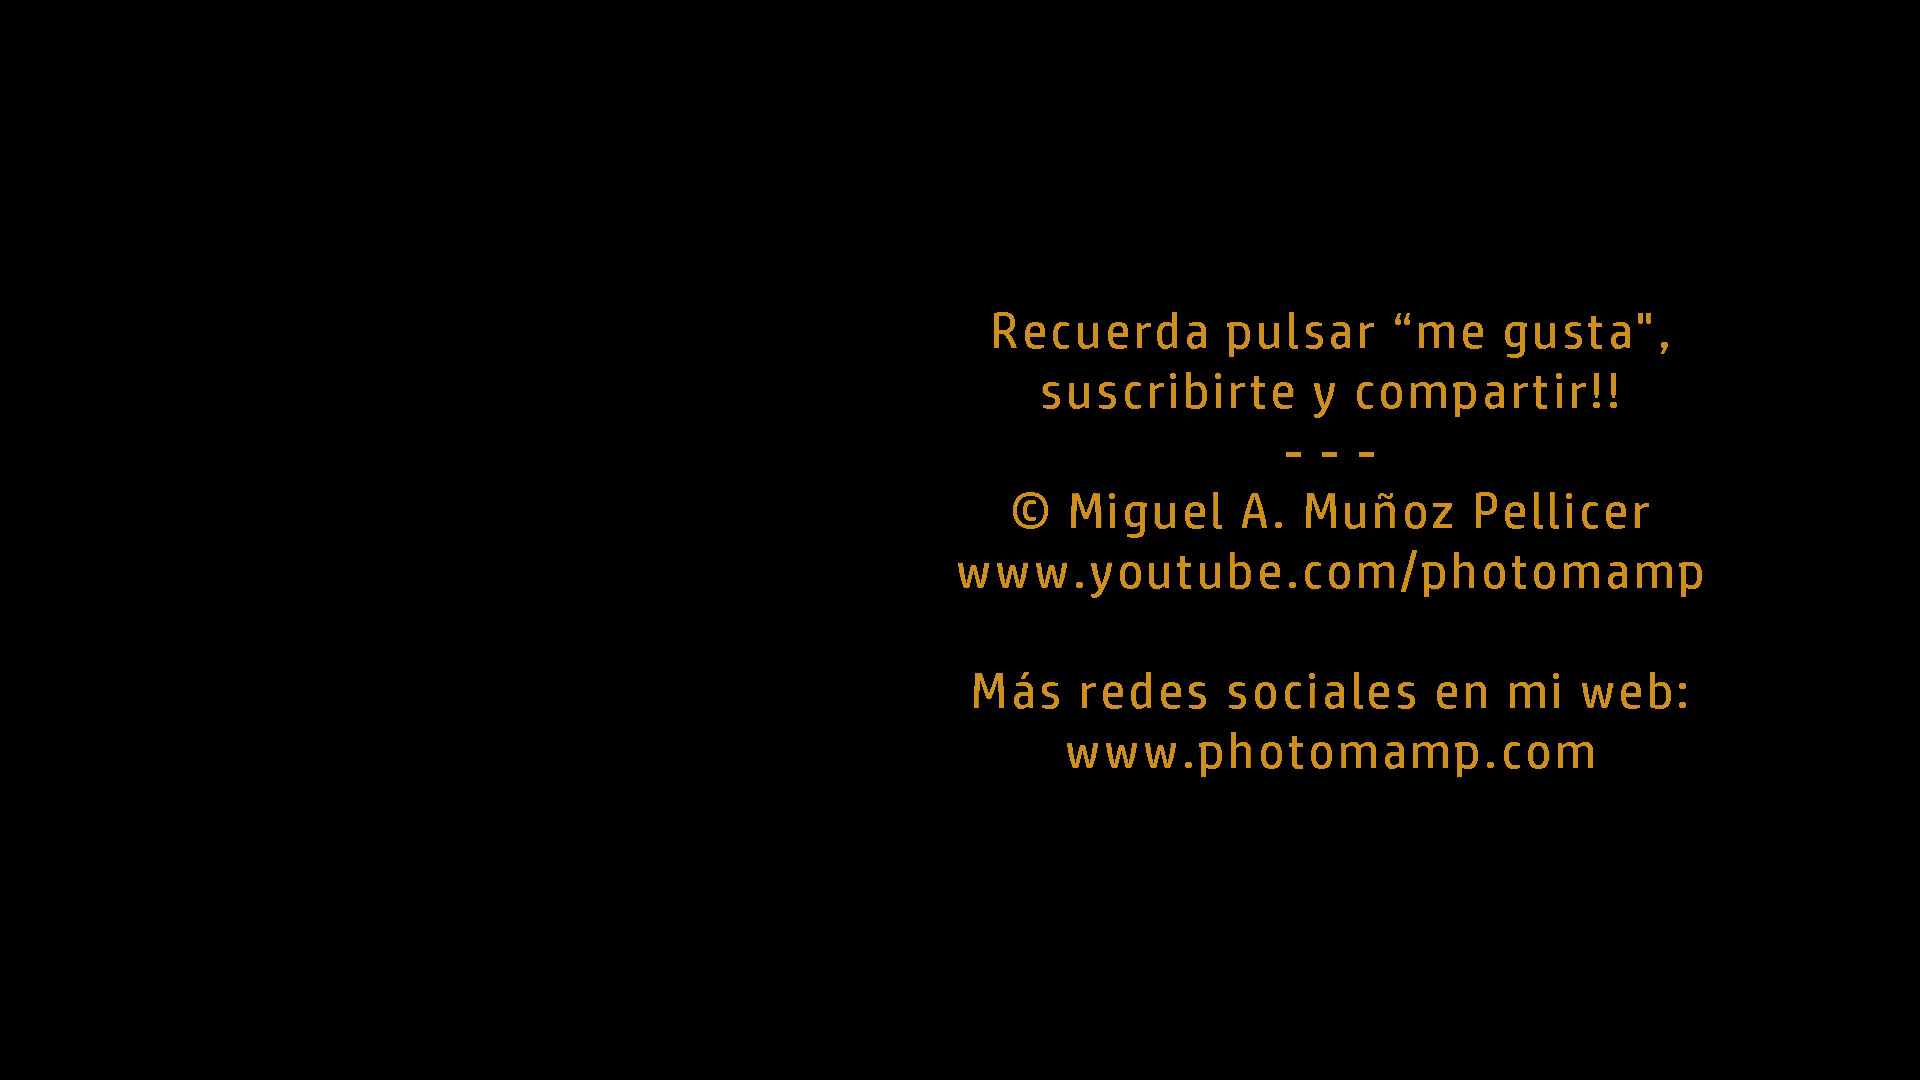 Recuerda pulsar “me gusta",
suscribirte y compartir!!
- - -
© Miguel A. Muñoz Pellicer
www.youtube.com/photomamp
Más redes sociales en mi web:
www.photomamp.com